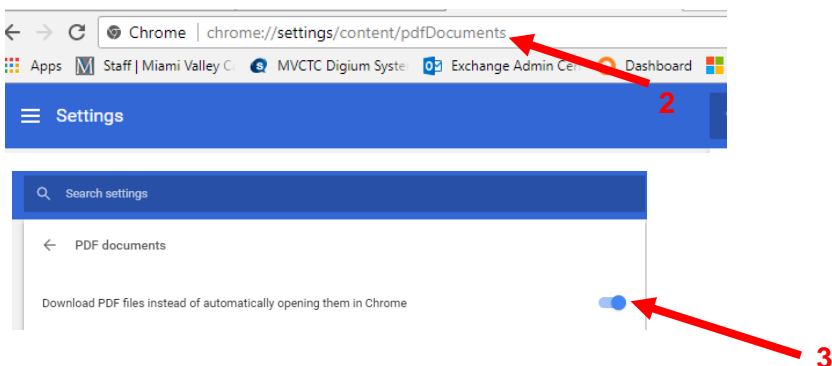 Chrome | chrome://settings/content/pdfDocuments
Apps M Staff | Miami Valley C S MVCTC Digium Syste Exchange Admin Cen Dashboard
2
Settings
Search settings
PDF documents
Download PDF files instead of automatically opening them in Chrome
3